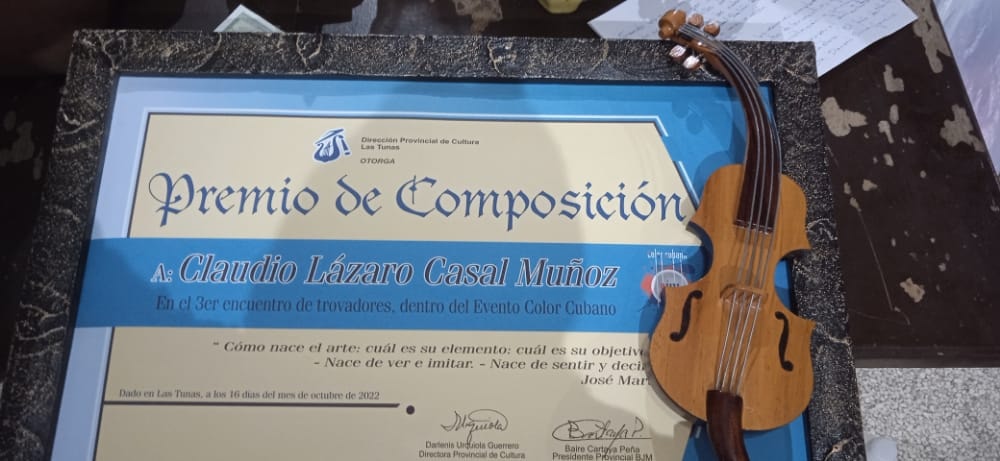 Dirección Provincial de Cultura
Las Tunas
OTORGA
Premio de Composición
A: Claudio Lázaro Casal Muñoz
En el 3er encuentro de trovadores, dentro del Evento Color Cubano
" Cómo nace el arte: cuál es su elemento: cuál es su objetivo
- Nace de ver e imitar. - Nace de sentir y
José
Dado en Las Tunas, a los 16 días del mes de octubre de 2022
Darlenis Urquiola Guerrero
Directora Provincial de Cultura
Baire Cartaya Peña
Presidente Provincial BJM